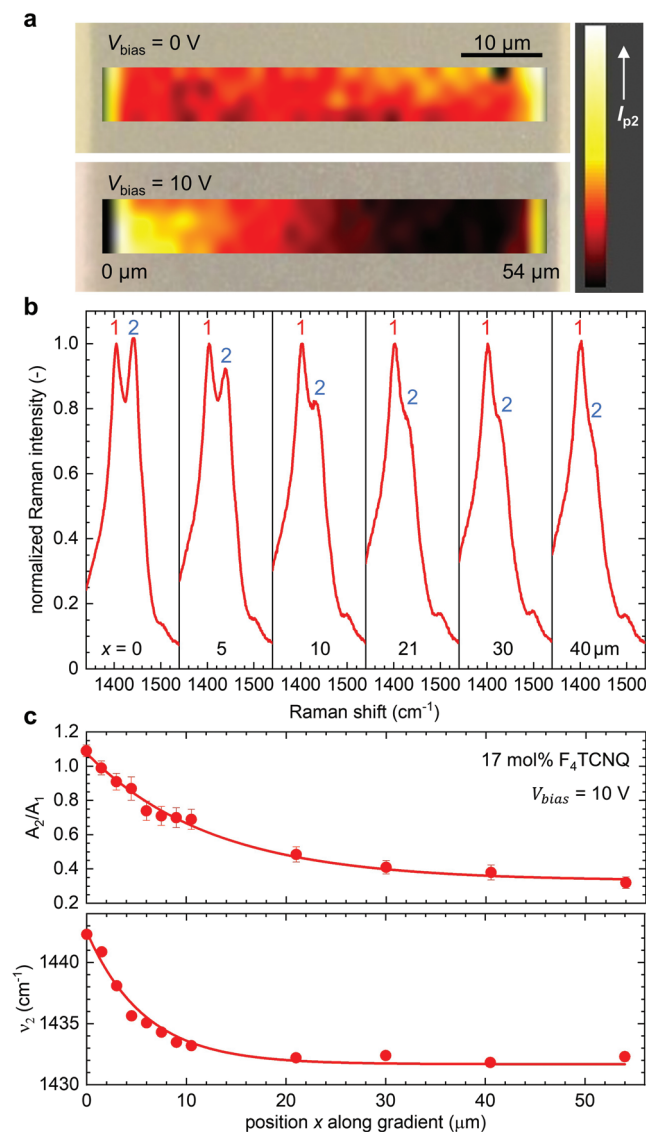 a
V_bias = 0 V
10 µm
I_p2
V_bias = 10 V
0 µm
54 µm
b
1 2 1 2 1 2 1 2 1 2 1 2
normalized Raman intensity (-)
1.0
0.8
0.6
0.4
0.2
0
x = 0 5 10 21 30 40 µm
1400 1500 1400 1500 1400 1500 1400 1500 1400 1500 1400 1500
Raman shift (cm⁻¹)
c
1.2
1.0
0.8
0.6
0.4
0.2
A₂/A₁
17 mol% F₄TCNQ
V_bias = 10 V
1440
1435
1430
ν₂ (cm⁻¹)
0 10 20 30 40 50
position x along gradient (µm)